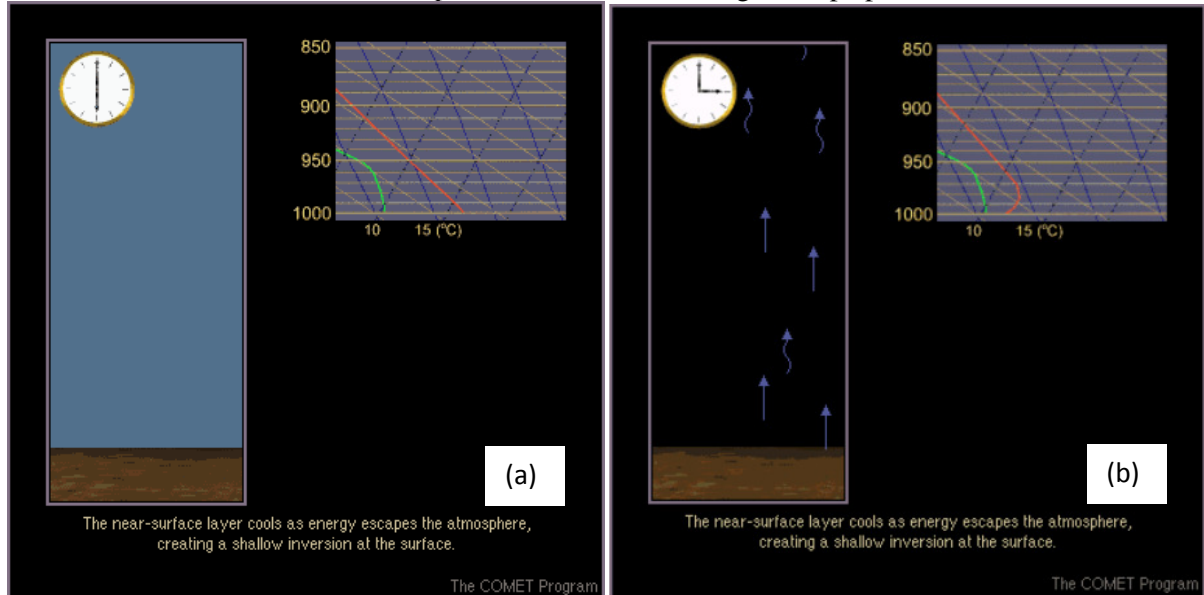 850
900
950
1000
10 15 (ºC)
(a)
The near-surface layer cools as energy escapes the atmosphere,
creating a shallow inversion at the surface.
The COMET Program
850
900
950
1000
10 15 (ºC)
(b)
The near-surface layer cools as energy escapes the atmosphere,
creating a shallow inversion at the surface.
The COMET Program